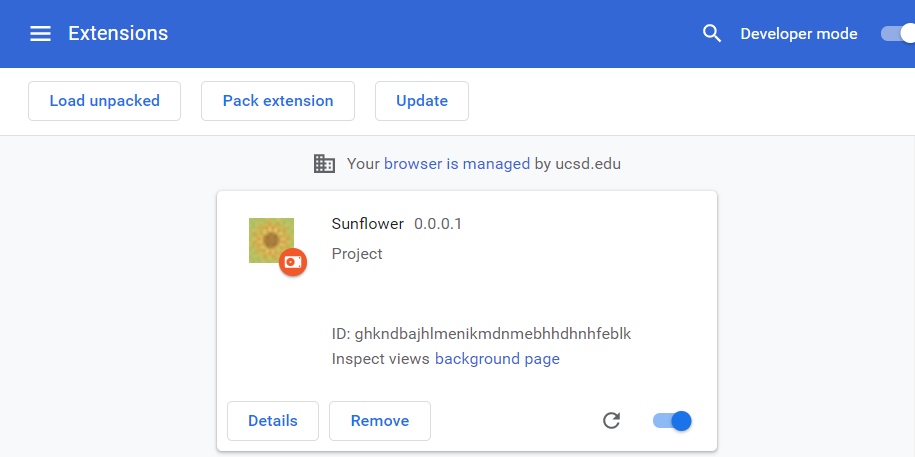 Extensions
Developer mode
Load unpacked
Pack extension
Update
Your browser is managed by ucsd.edu
Sunflower 0.0.0.1
Project
ID: ghkndbajhlmenikmdnmebhhdhnhfeblk
Inspect views background page
Details
Remove